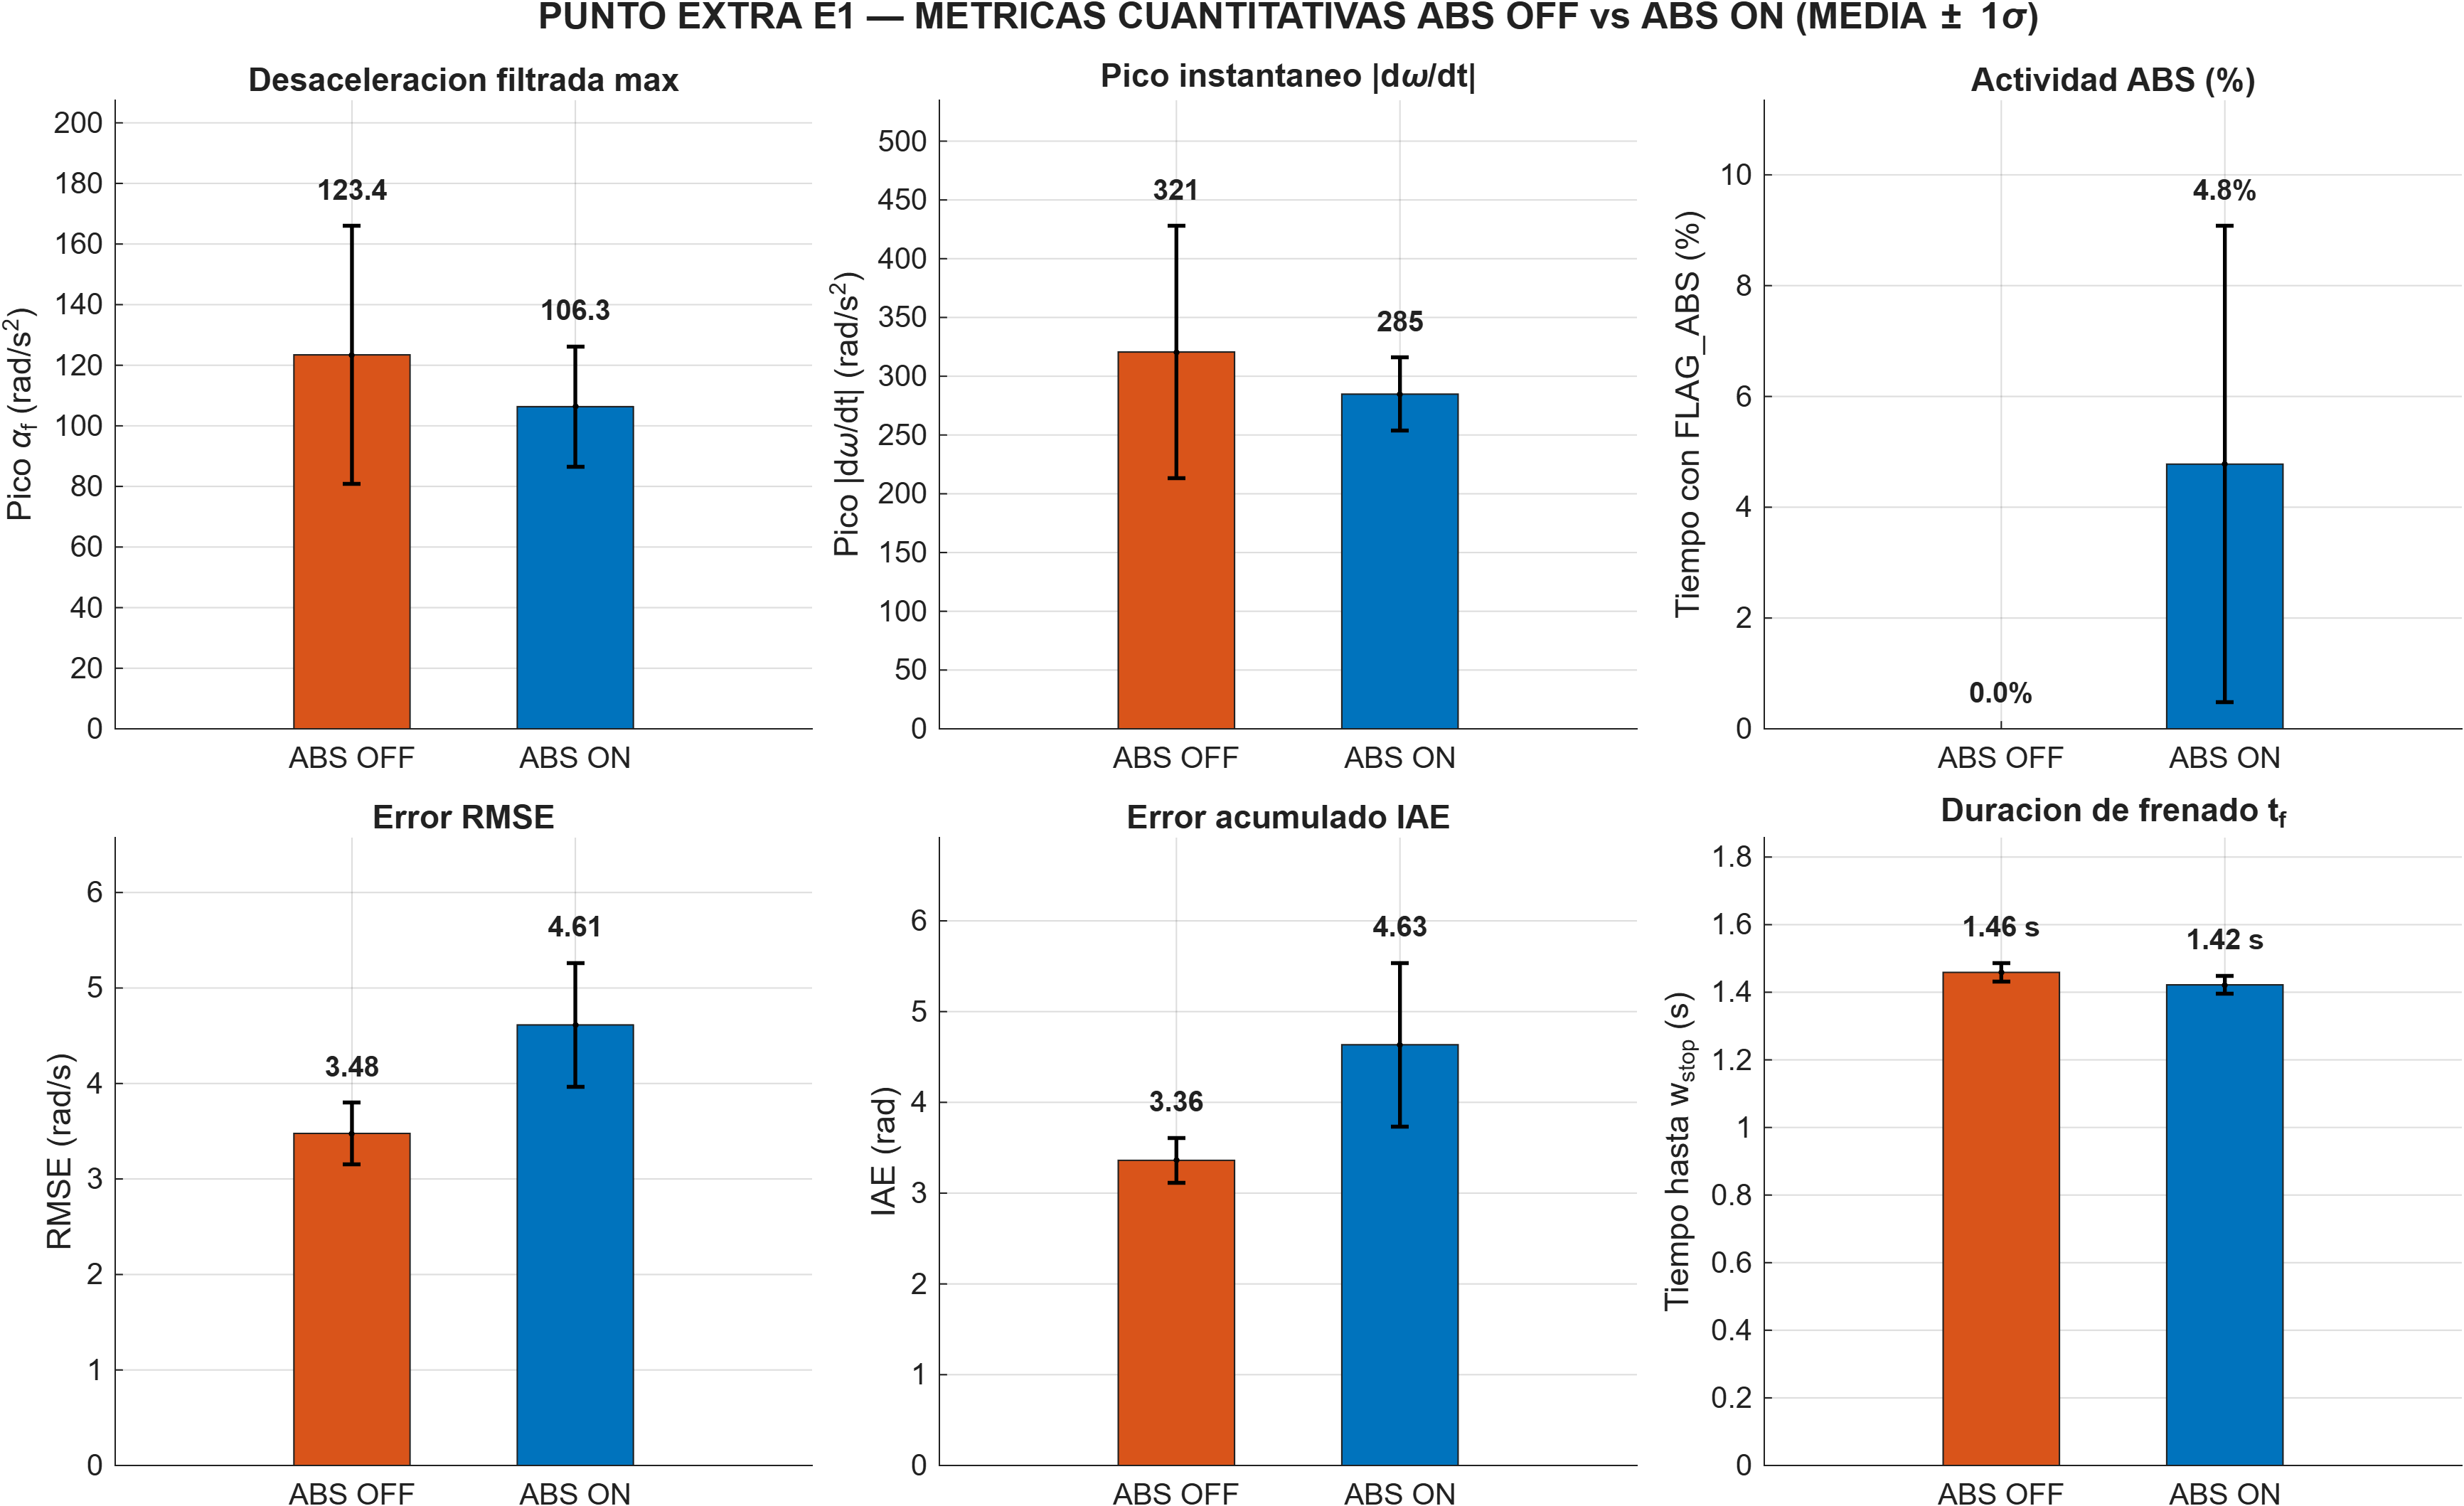 PUNTO EXTRA E1 — METRICAS CUANTITATIVAS ABS OFF vs ABS ON (MEDIA ± 1σ)
Desaceleracion filtrada max
Pico α_f (rad/s²)
200
180
160
140
120
100
80
60
40
20
0
123.4
106.3
ABS OFF
ABS ON
Pico instantaneo |dω/dt|
Pico |dω/dt| (rad/s²)
500
450
400
350
300
250
200
150
100
50
0
321
285
ABS OFF
ABS ON
Actividad ABS (%)
Tiempo con FLAG_ABS (%)
10
8
6
4
2
0
0.0%
4.8%
ABS OFF
ABS ON
Error RMSE
RMSE (rad/s)
6
5
4
3
2
1
0
3.48
4.61
ABS OFF
ABS ON
Error acumulado IAE
IAE (rad)
6
5
4
3
2
1
0
3.36
4.63
ABS OFF
ABS ON
Duracion de frenado t_f
Tiempo hasta w_stop (s)
1.8
1.6
1.4
1.2
1
0.8
0.6
0.4
0.2
0
1.46 s
1.42 s
ABS OFF
ABS ON